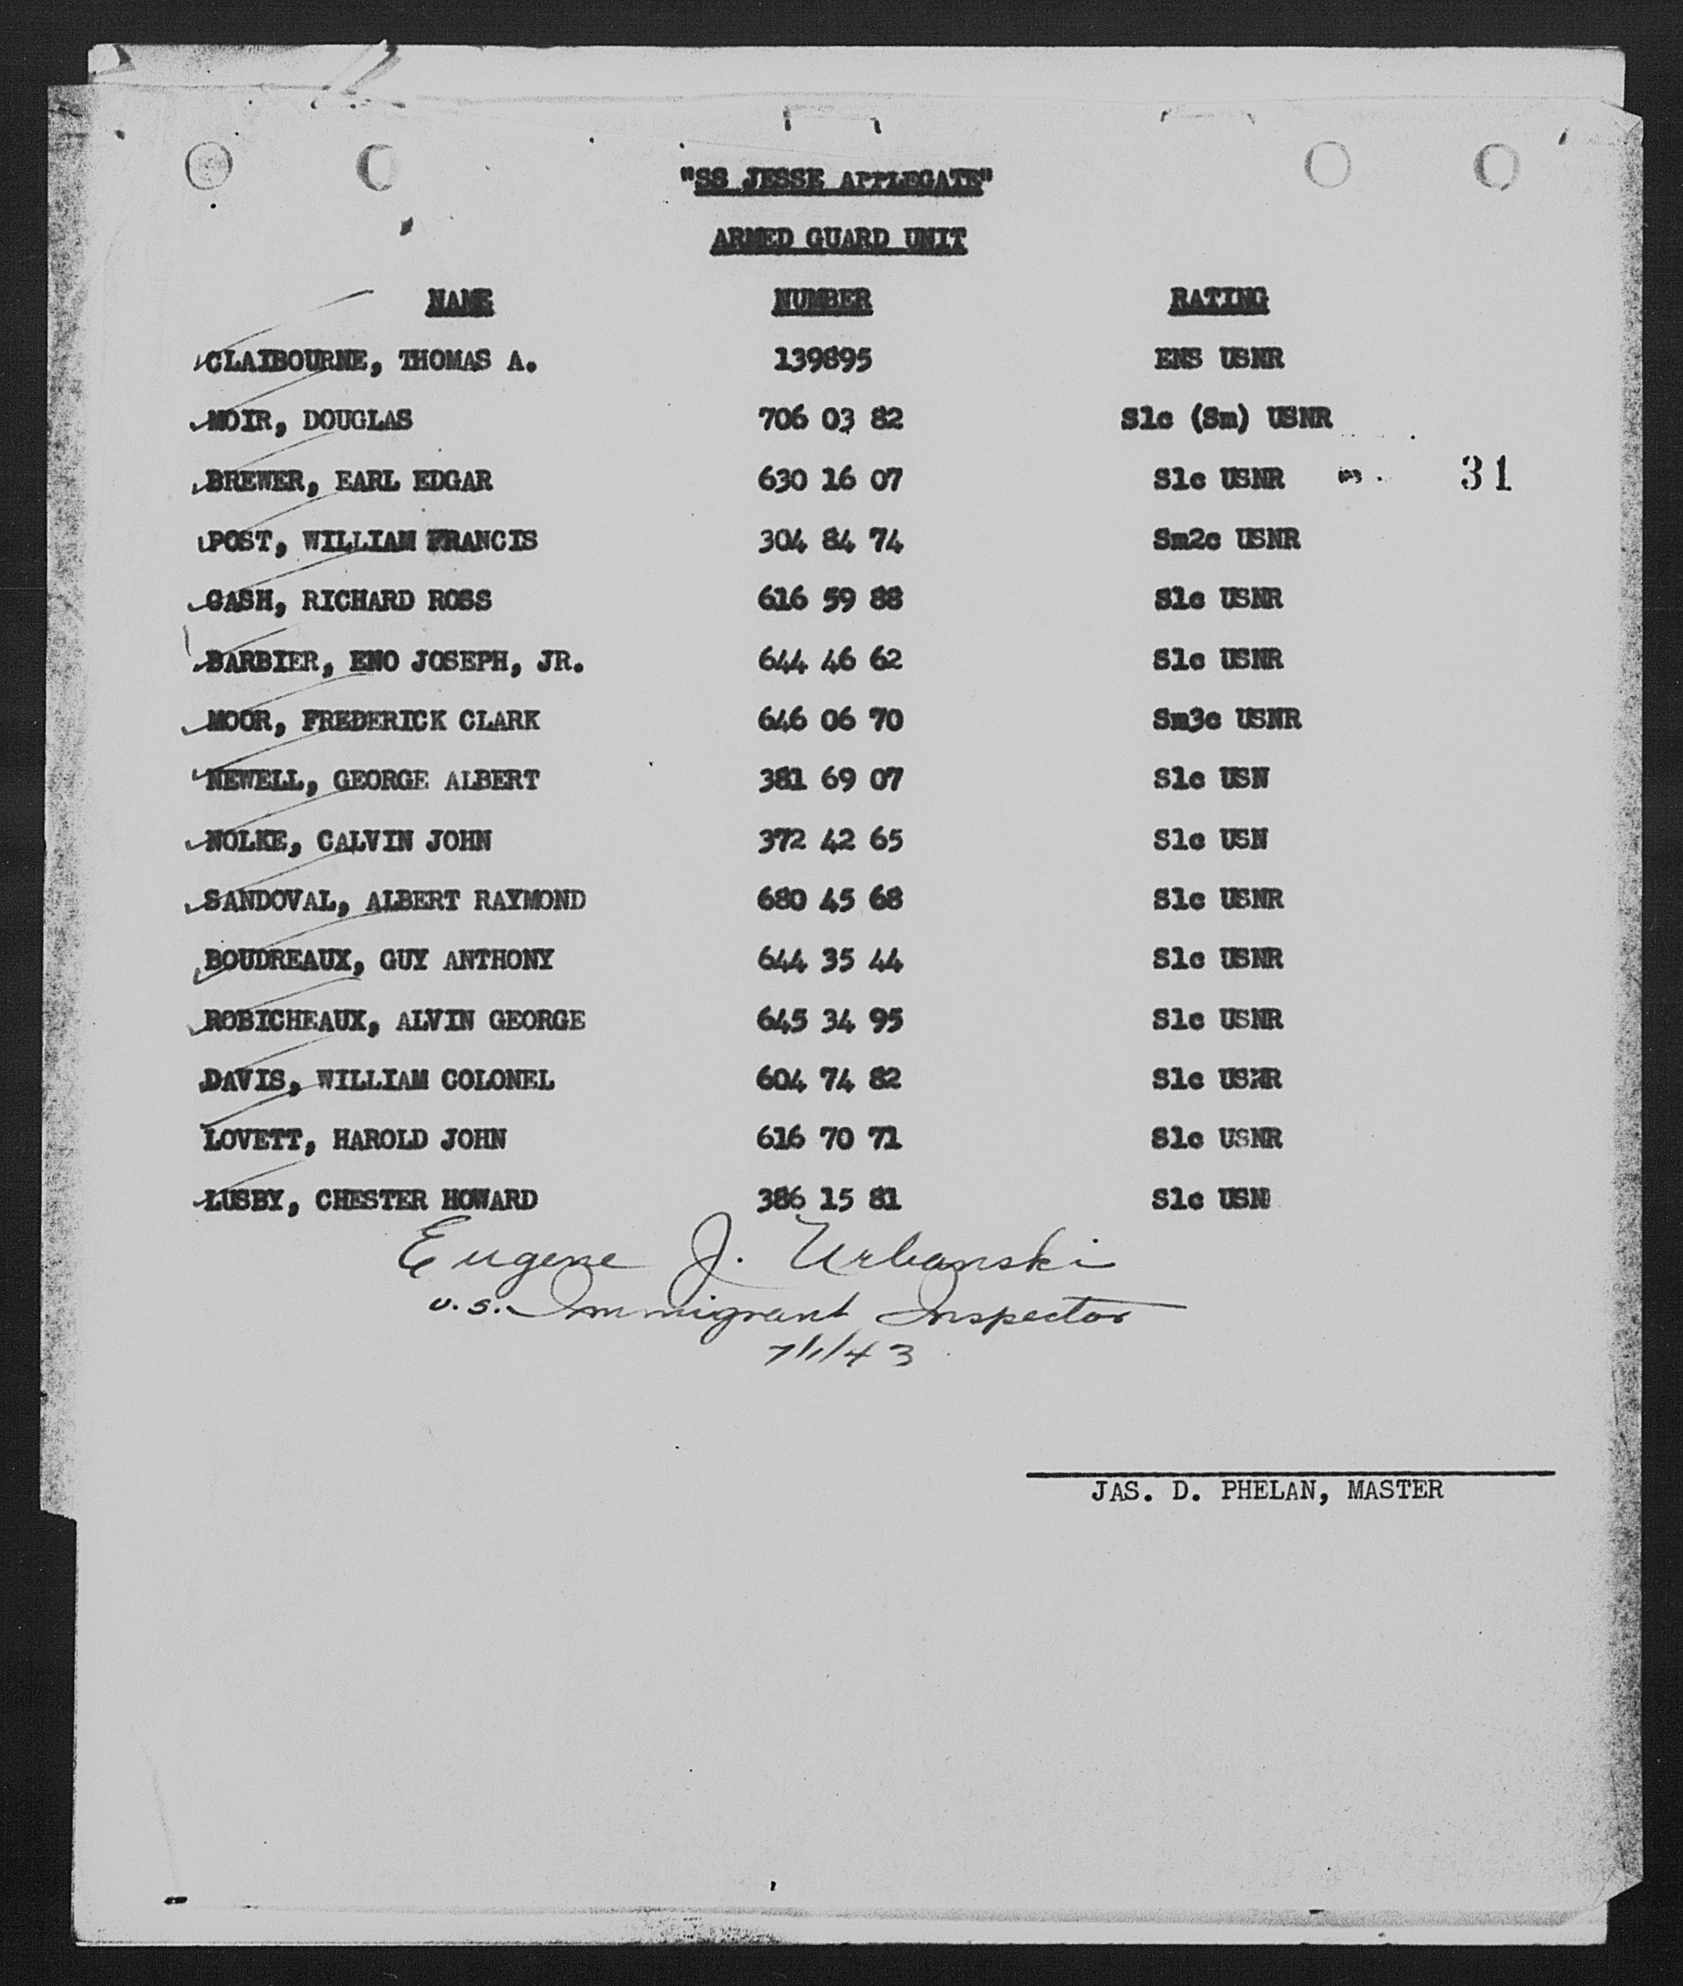 "SS JESSE APPLEGATE"
ARMED GUARD UNIT
NAME NUMBER RATING
CLAIBOURNE, THOMAS A. 139895 ENS USNR
MOIR, DOUGLAS 706 03 82 S1c (Sm) USNR
BREWER, EARL EDGAR 630 16 07 S1c USNR 31
POST, WILLIAM FRANCIS 304 84 74 Sm2c USNR
GASH, RICHARD ROSS 616 59 88 S1c USNR
BARBIER, ENO JOSEPH, JR. 644 46 62 S1c USNR
MOOR, FREDERICK CLARK 646 06 70 Sm3c USNR
NEWELL, GEORGE ALBERT 381 69 07 S1c USN
NOLKE, CALVIN JOHN 372 42 65 S1c USN
SANDOVAL, ALBERT RAYMOND 680 45 68 S1c USNR
BOUDREAUX, GUY ANTHONY 644 35 44 S1c USNR
ROBICHEAUX, ALVIN GEORGE 645 34 95 S1c USNR
DAVIS, WILLIAM COLONEL 604 74 82 S1c USNR
LOVETT, HAROLD JOHN 616 70 71 S1c USNR
LUSBY, CHESTER HOWARD 386 15 81 S1c USN
Eugene J. Urbanski
U.S. Immigrant Inspector
7/1/43
JAS. D. PHELAN, MASTER